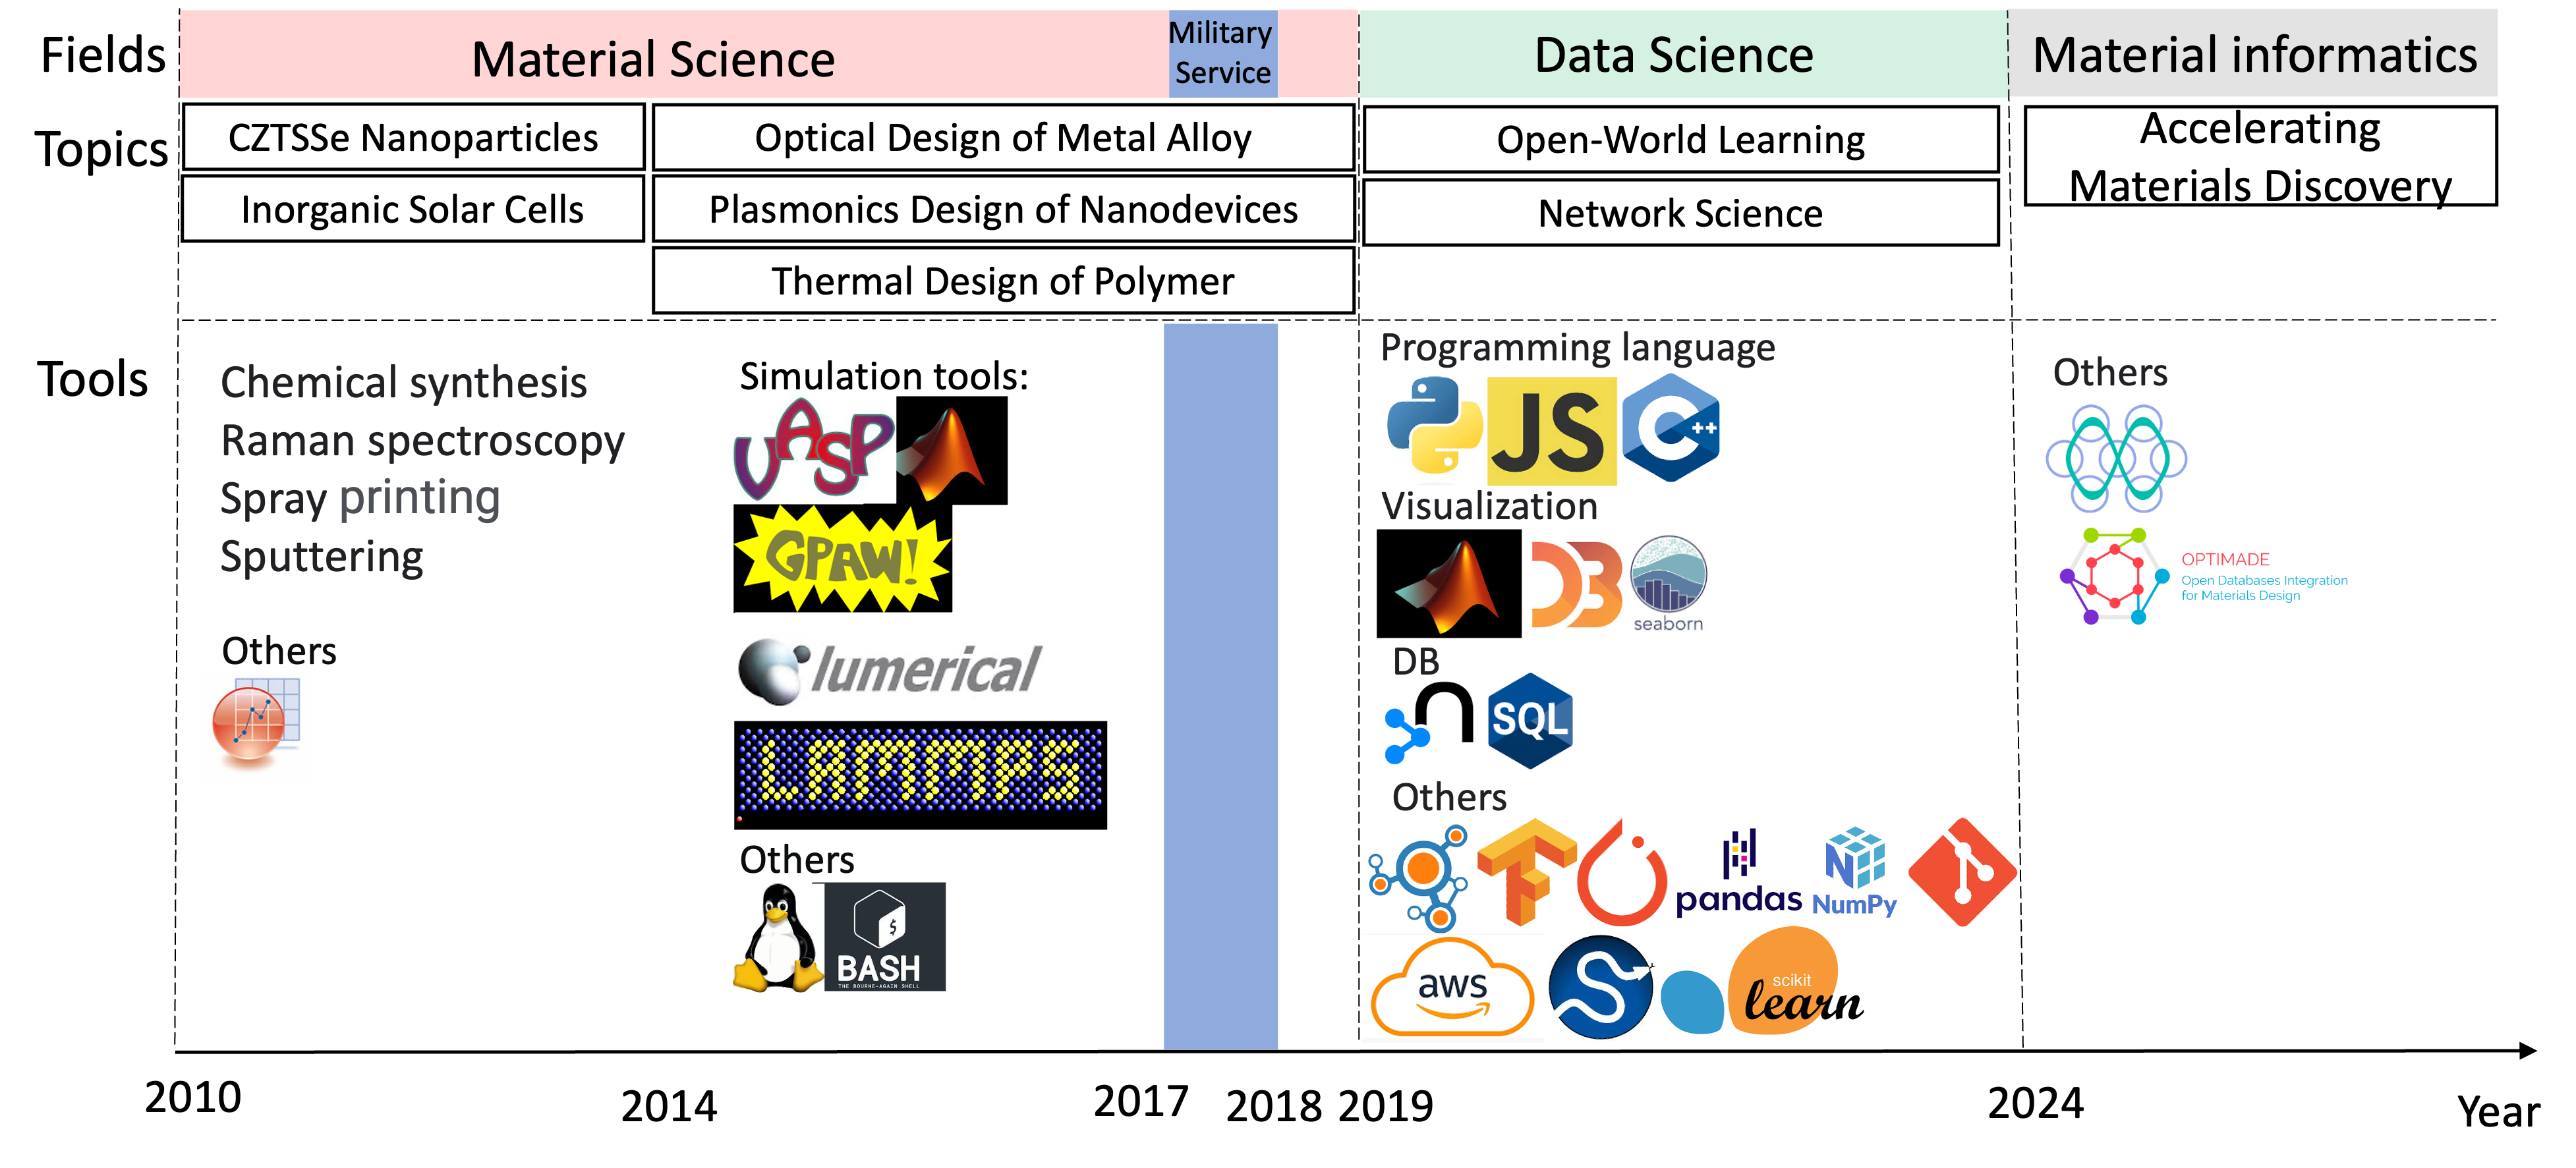 Fields
Material Science
Military
Service
Data Science
Material informatics
Topics
CZTSSe Nanoparticles
Optical Design of Metal Alloy
Open-World Learning
Accelerating
Materials Discovery
Inorganic Solar Cells
Plasmonics Design of Nanodevices
Network Science
Thermal Design of Polymer
Tools
Chemical synthesis
Raman spectroscopy
Spray printing
Sputtering
Others
Simulation tools:
VASP
GPAW!
lumerical
LAMMPS
Others
$
BASH
THE BOURNE-AGAIN SHELL
Programming language
JS
C++
Visualization
D3
seaborn
DB
SQL
Others
pandas
NumPy
aws
scikit
learn
Others
OPTIMADE
Open Databases Integration
for Materials Design
2010
2014
2017
2018
2019
2024
Year